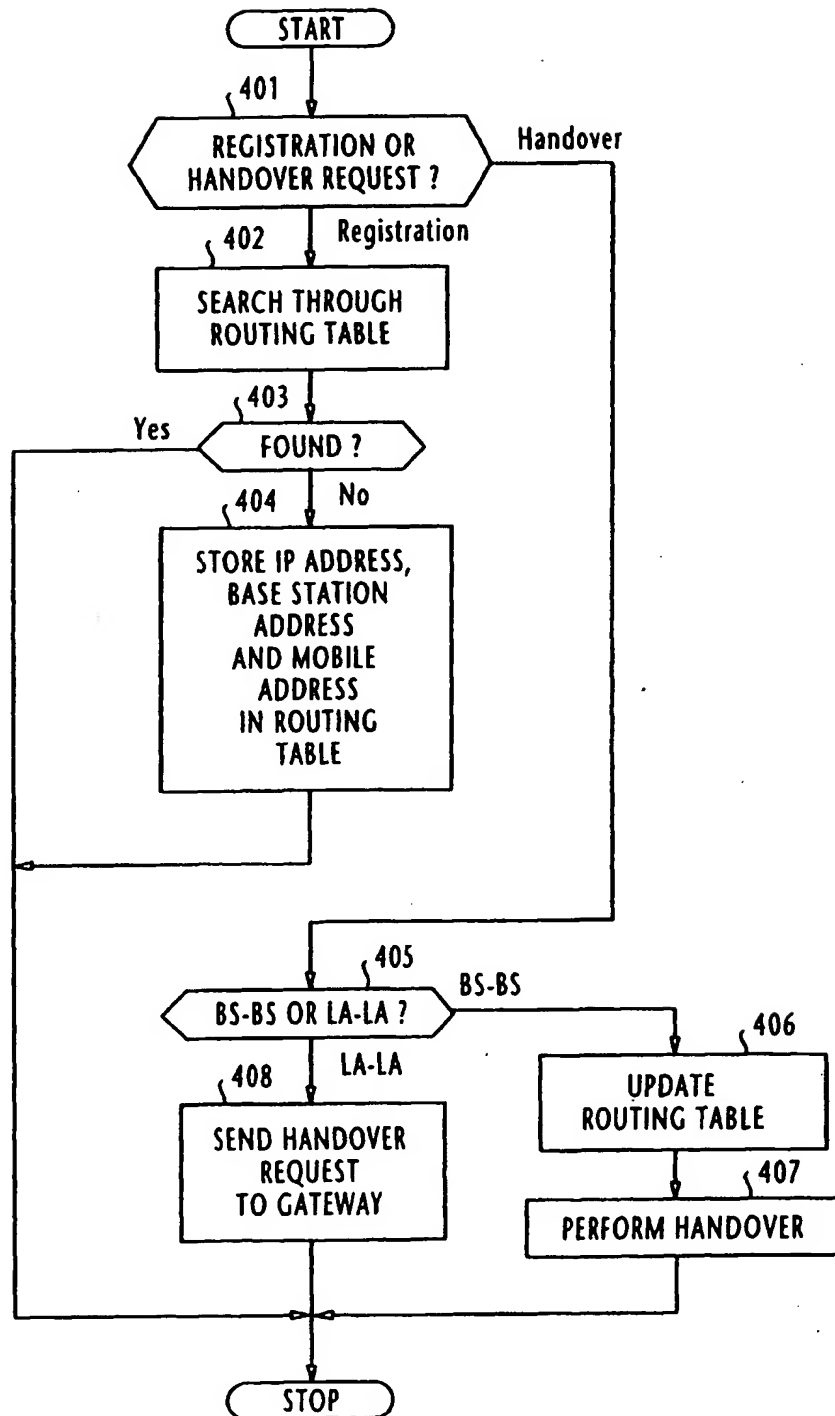 START
401
REGISTRATION OR
HANDOVER REQUEST ?
Handover
Registration
402
SEARCH THROUGH
ROUTING TABLE
403
Yes
FOUND ?
No
404
STORE IP ADDRESS,
BASE STATION
ADDRESS
AND MOBILE
ADDRESS
IN ROUTING
TABLE
405
BS-BS OR LA-LA ?
BS-BS
LA-LA
406
UPDATE
ROUTING TABLE
408
SEND HANDOVER
REQUEST
TO GATEWAY
407
PERFORM HANDOVER
STOP